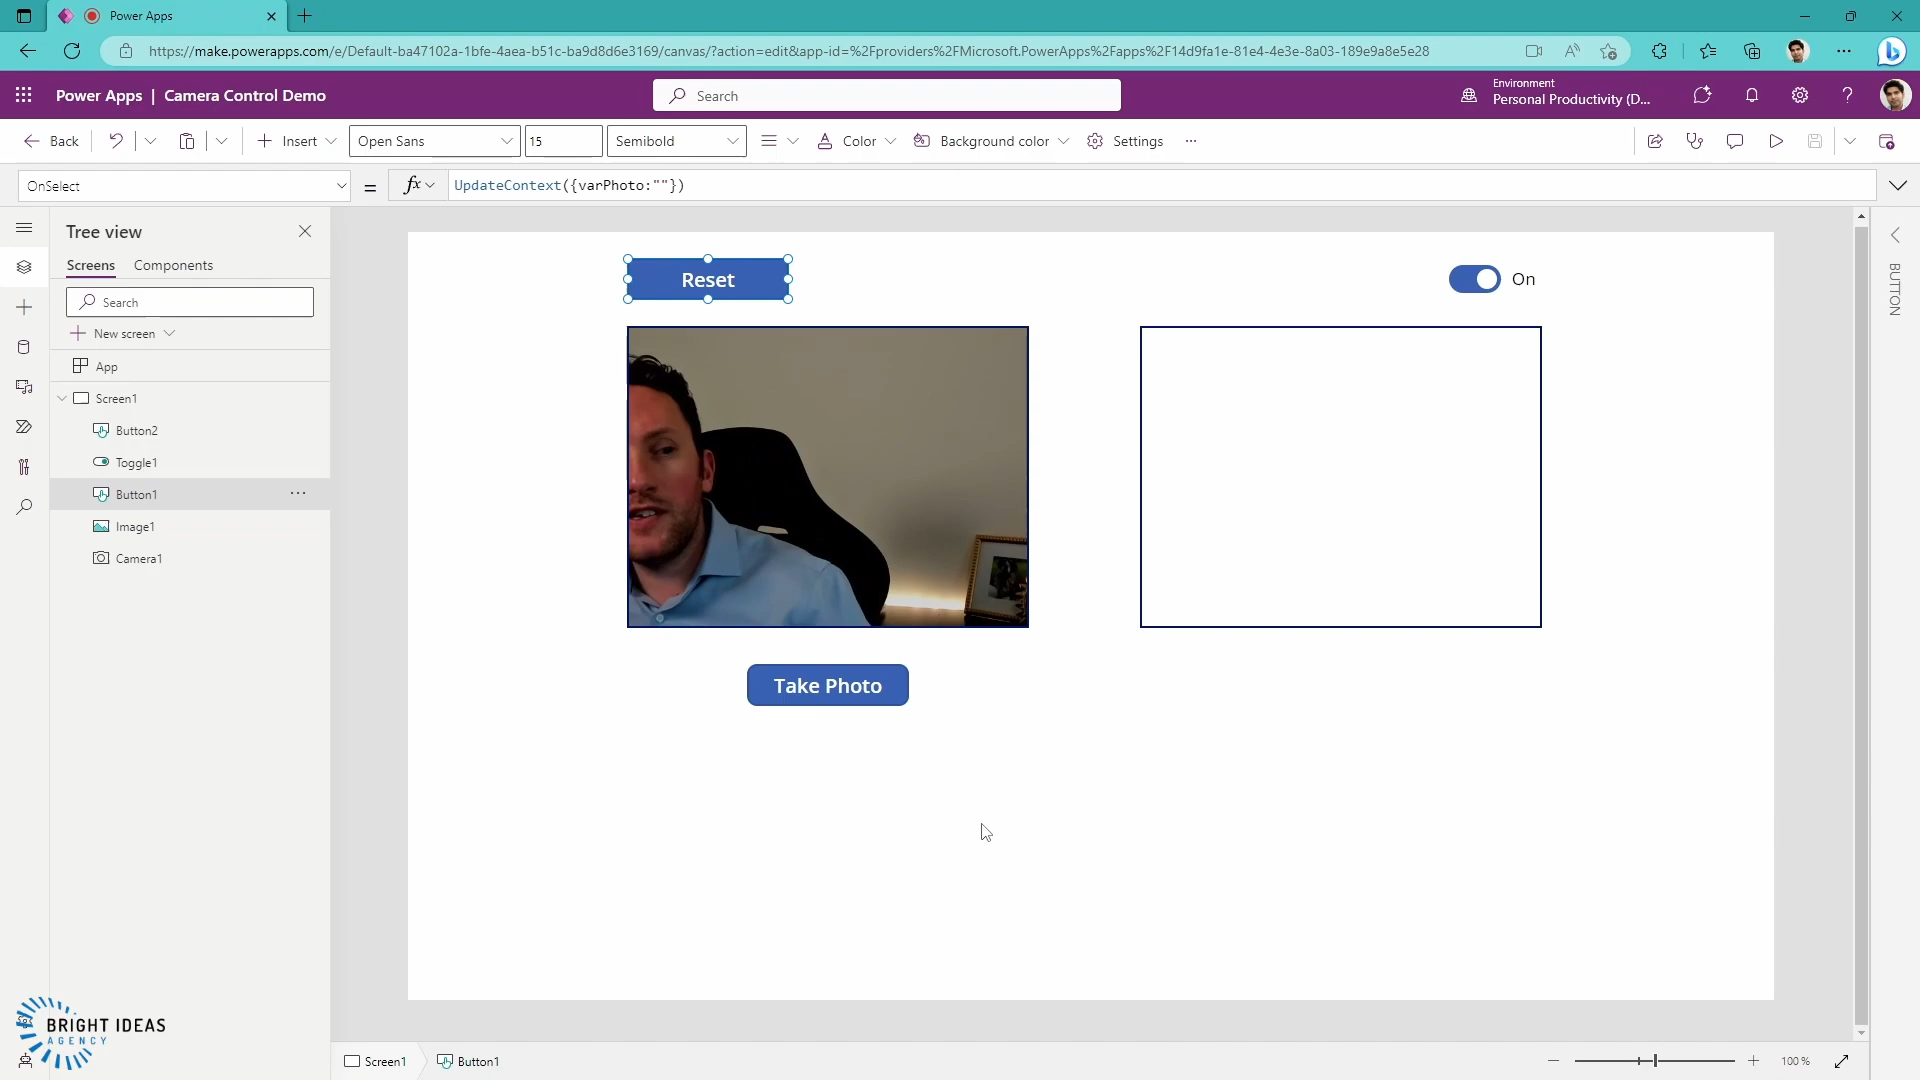 Power Apps
https://make.powerapps.com/e/Default-ba47102a-1bfe-4aea-b51c-ba9d8d6e3169/canvas/?action=edit&app-id=%2Fproviders%2FMicrosoft.PowerApps%2Fapps%2F14d9fa1e-81e4-4e3e-8a03-189e9a8e5e28
Power Apps | Camera Control Demo
Search
Environment
Personal Productivity (D...
Back
Insert
Open Sans
15
Semibold
Color
Background color
Settings
OnSelect
=
fx
UpdateContext({varPhoto:""})
Tree view
Screens
Components
Search
New screen
App
Screen1
Button2
Toggle1
Button1
Image1
Camera1
Reset
On
Take Photo
BUTTON
BRIGHT IDEAS
AGENCY
Screen1
Button1
100 %